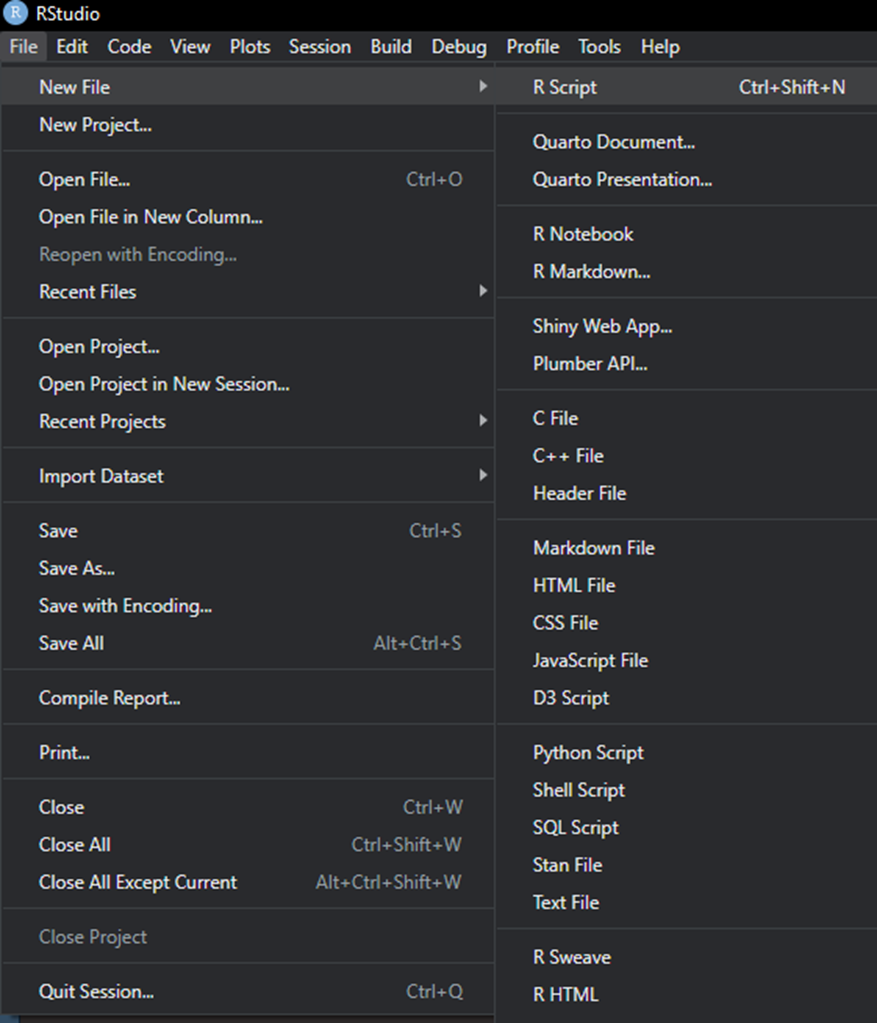 R RStudio
File Edit Code View Plots Session Build Debug Profile Tools Help
New File
New Project...
Open File... Ctrl+O
Open File in New Column...
Reopen with Encoding...
Recent Files
Open Project...
Open Project in New Session...
Recent Projects
Import Dataset
Save Ctrl+S
Save As...
Save with Encoding...
Save All Alt+Ctrl+S
Compile Report...
Print...
Close Ctrl+W
Close All Ctrl+Shift+W
Close All Except Current Alt+Ctrl+Shift+W
Close Project
Quit Session... Ctrl+Q
R Script Ctrl+Shift+N
Quarto Document...
Quarto Presentation...
R Notebook
R Markdown...
Shiny Web App...
Plumber API...
C File
C++ File
Header File
Markdown File
HTML File
CSS File
JavaScript File
D3 Script
Python Script
Shell Script
SQL Script
Stan File
Text File
R Sweave
R HTML